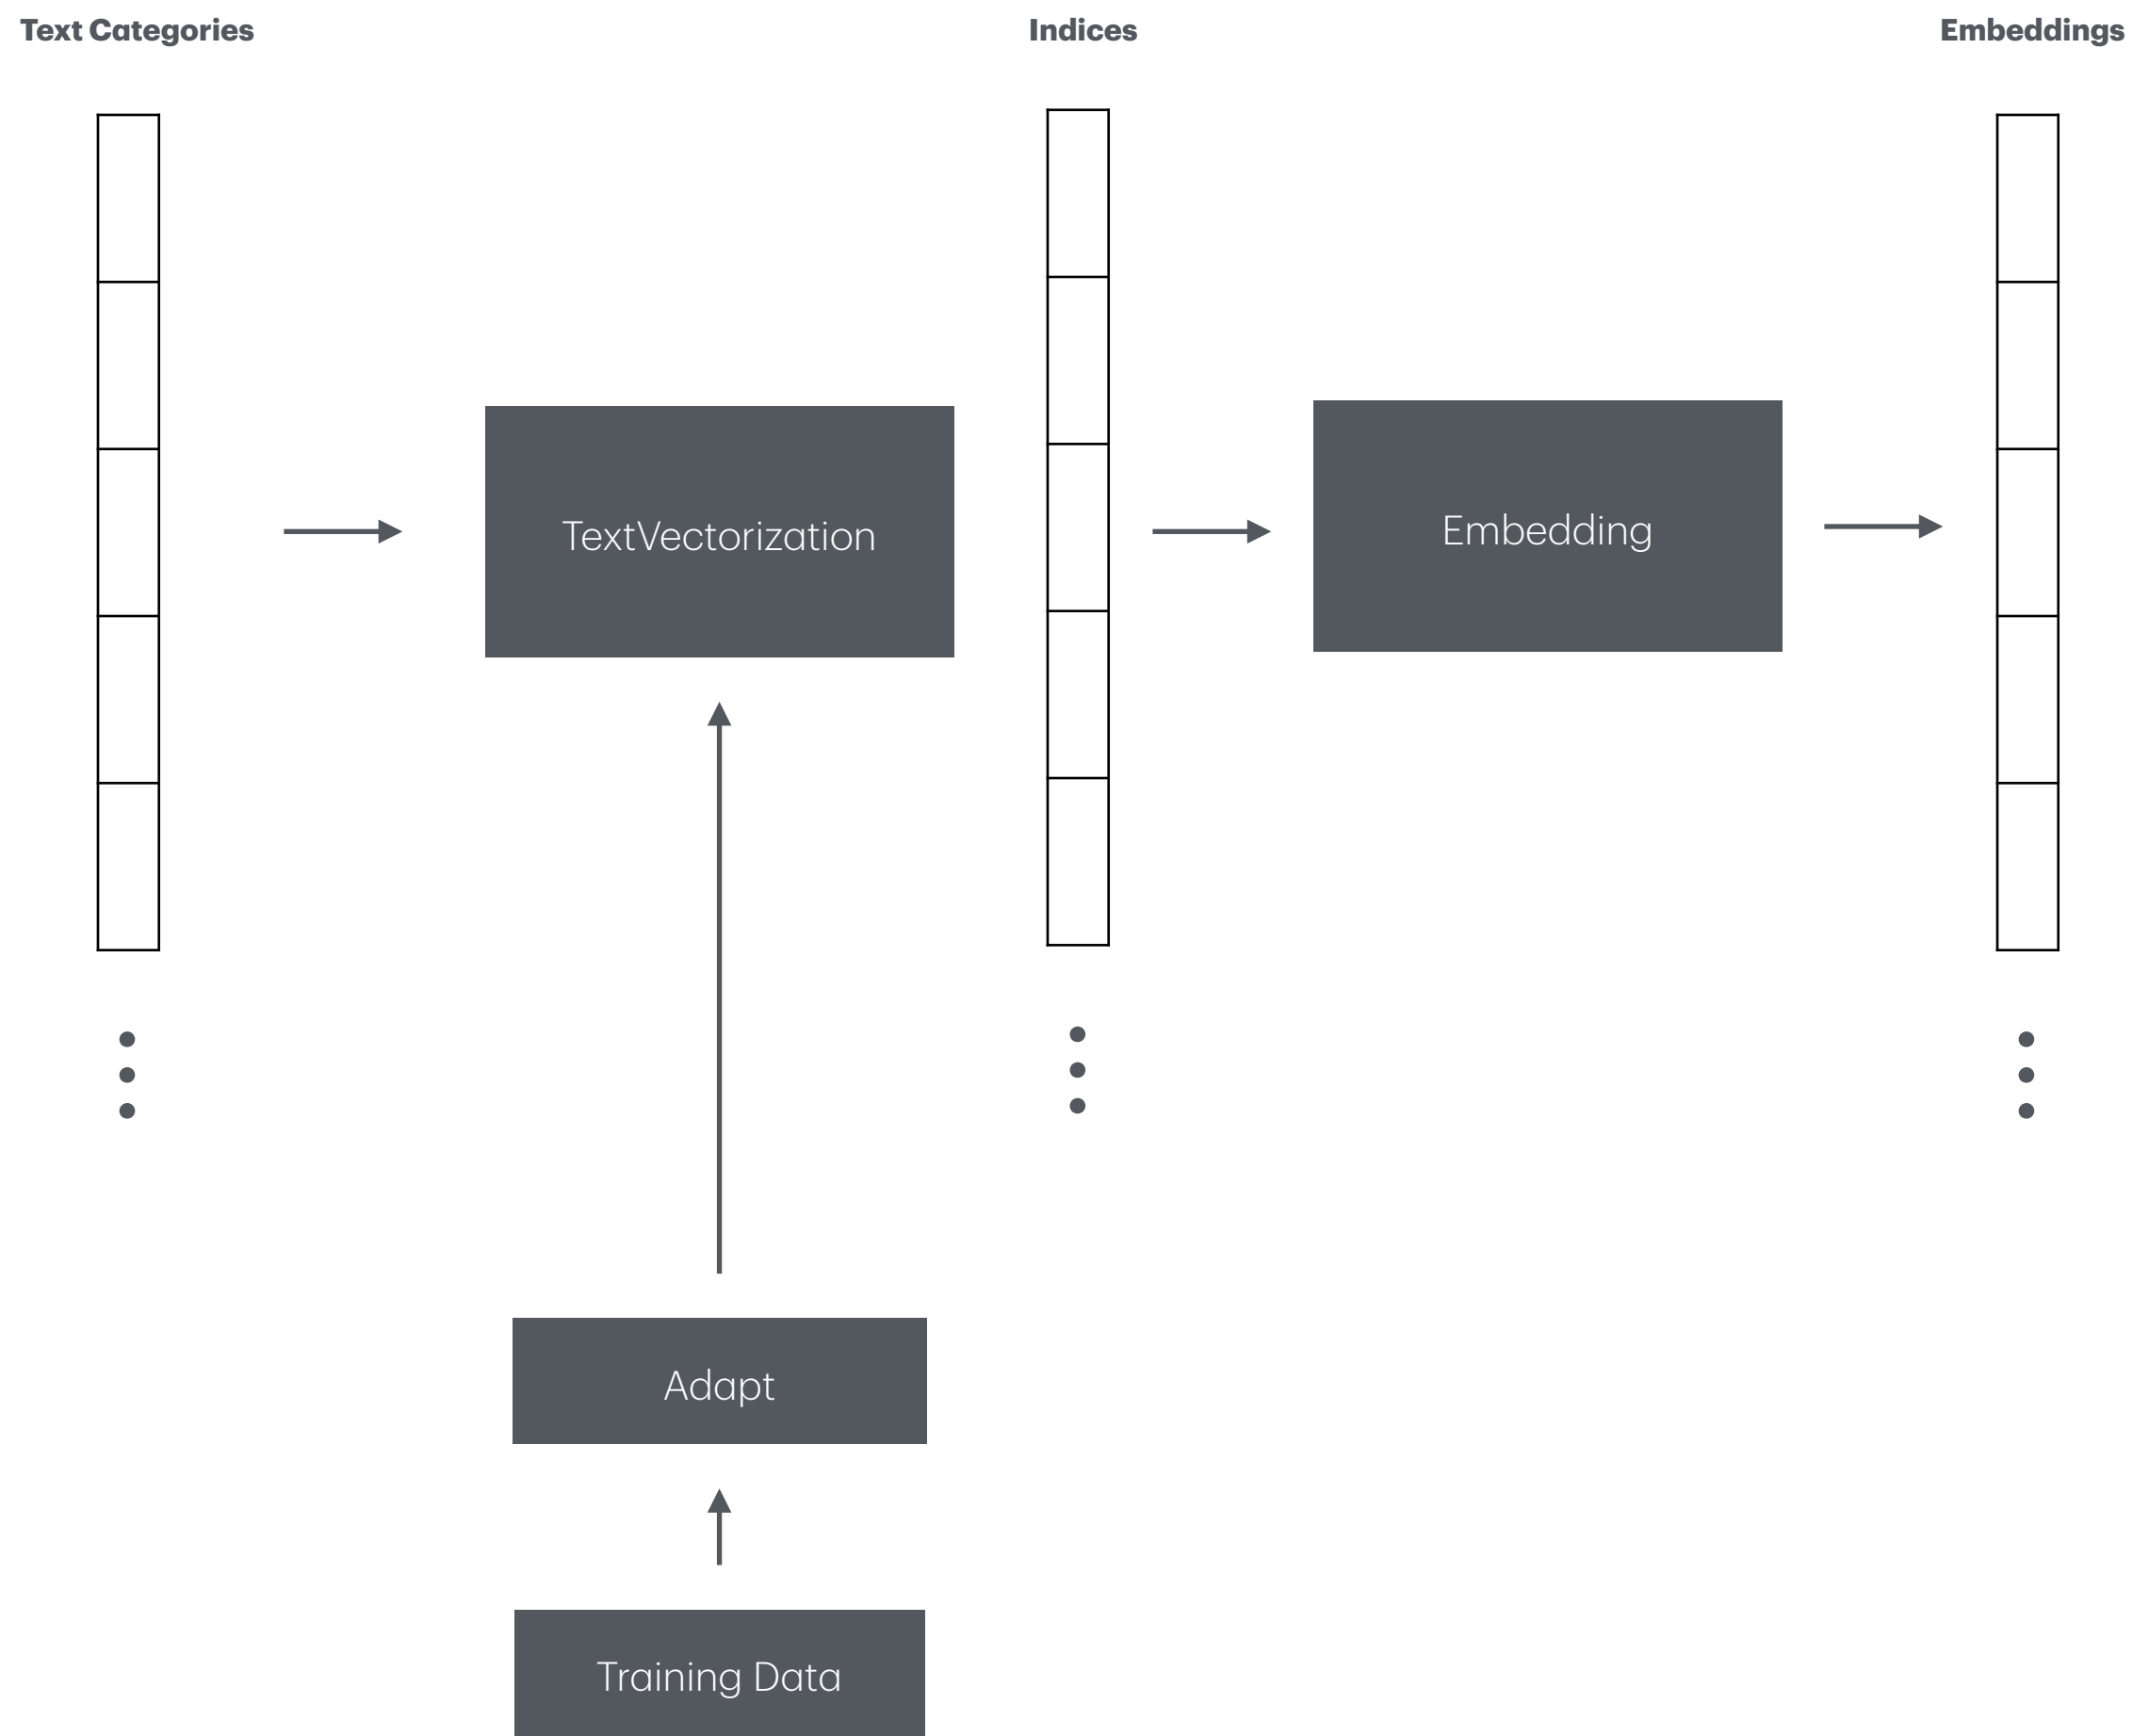 Text Categories
Indices
Embeddings
TextVectorization
Embedding
Adapt
Training Data